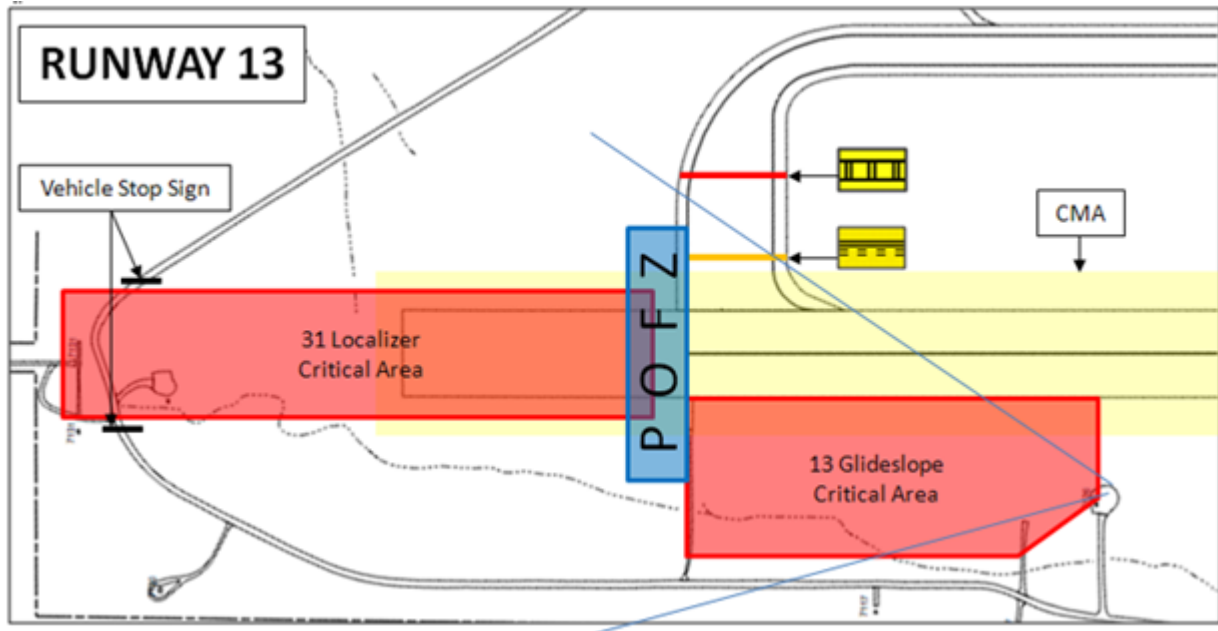 RUNWAY 13
Vehicle Stop Sign
CMA
31 Localizer
Critical Area
POFZ
13 Glideslope
Critical Area